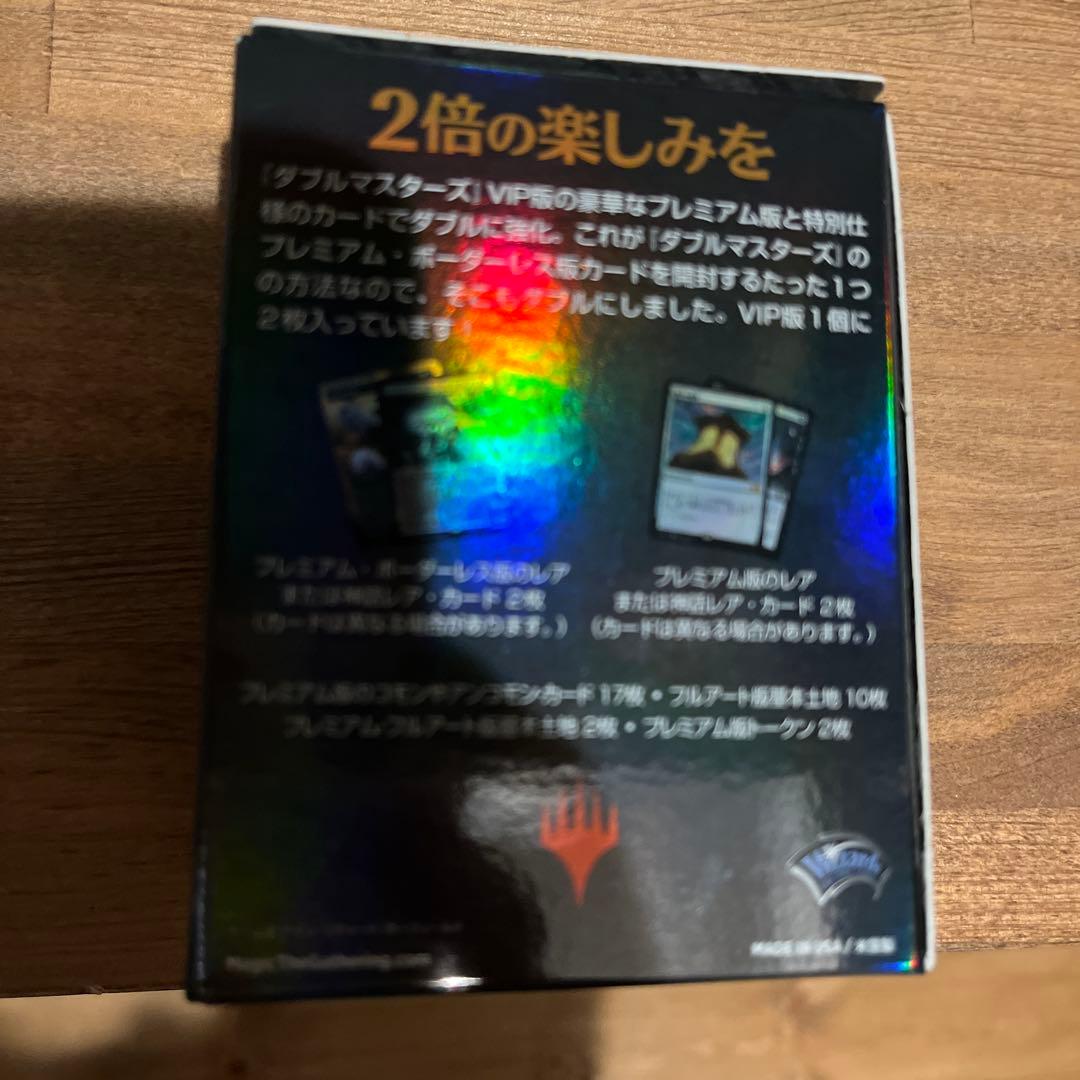 2倍の楽しみを
「ダブルマスターズ」VIP版の豪華なプレミアム版と特別仕
様のカードでダブルに強化。これが「ダブルマスターズ」の
プレミアム・ボーダーレス版カードを開封するたった1つ
の方法なので、そこもダブルにしました。VIP版1個に
2枚入っています!
プレミアム・ボーダーレス版のレア
または神話レア・カード 2枚
(カードは異なる場合があります。)
プレミアム版のレア
または神話レア・カード 2枚
(カードは異なる場合があります。)
プレミアム版のコモンやアンコモン・カード 17枚・フルアート版基本土地 10枚
プレミアム・フルアート版基本土地 2枚・プレミアム版トークン 2枚
Wizards
MADE IN USA / 米国製
Magic.TheGathering.com